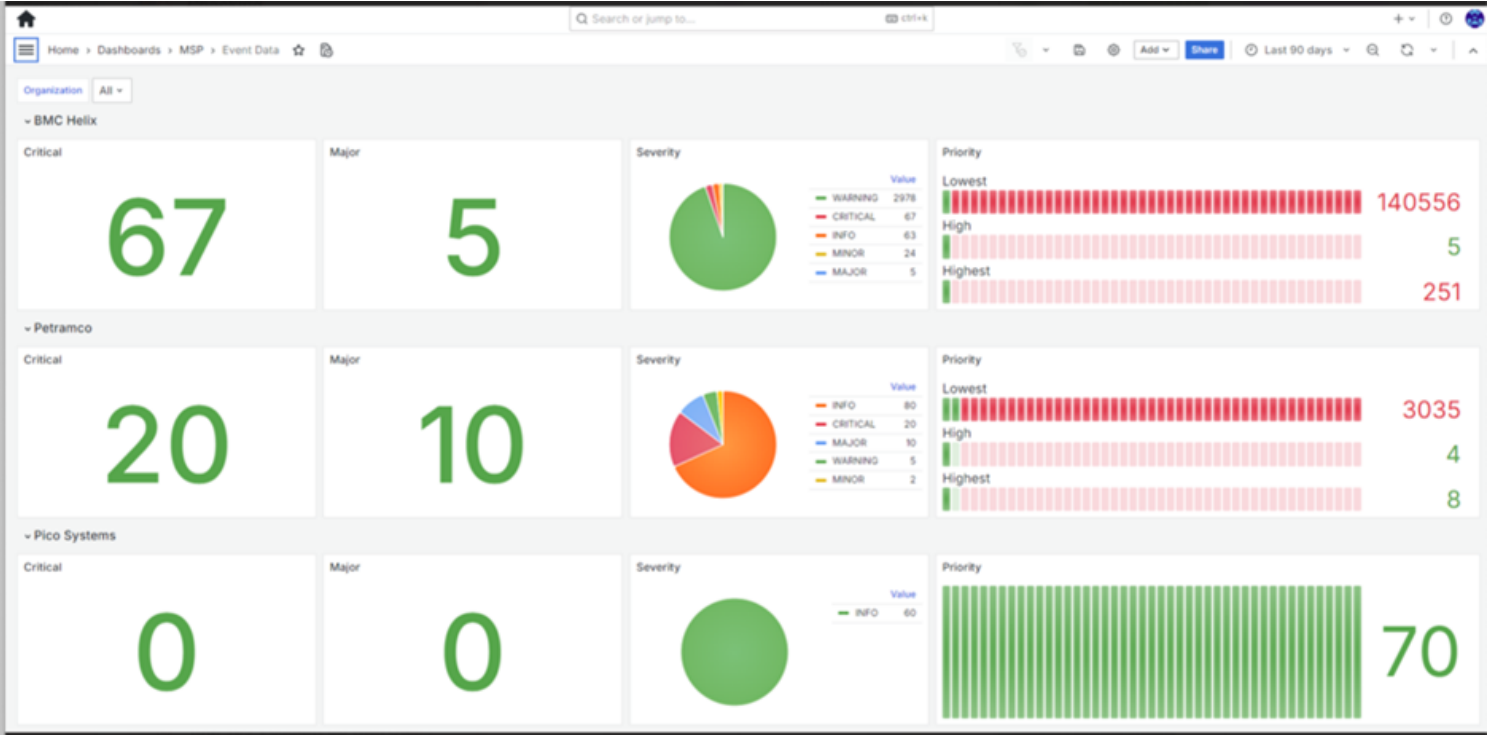 Search or jump to... ctrl+k
Home › Dashboards › MSP › Event Data Add Share Last 90 days
Organization All
BMC Helix
Critical
67
Major
5
Severity
Value
WARNING 2978
CRITICAL 67
INFO 63
MINOR 24
MAJOR 5
Priority
Lowest
140556
High
5
Highest
251
Petramco
Critical
20
Major
10
Severity
Value
INFO 80
CRITICAL 20
MAJOR 10
WARNING 5
MINOR 2
Priority
Lowest
3035
High
4
Highest
8
Pico Systems
Critical
0
Major
0
Severity
Value
INFO 60
Priority
70